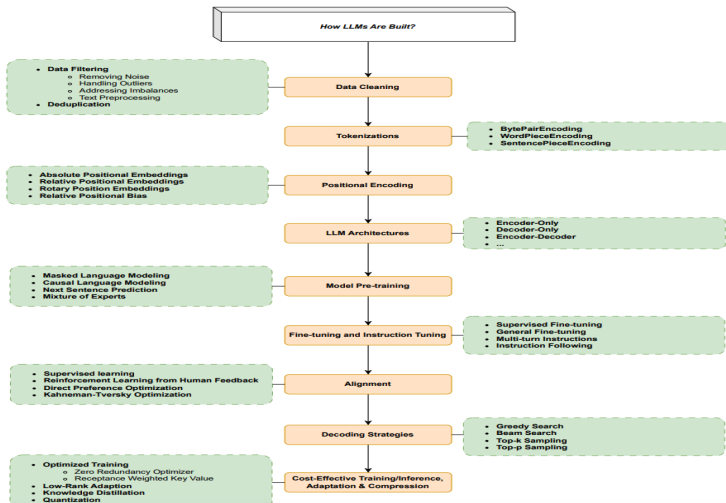 How LLMs Are Built?
Data Filtering
Removing Noise
Handling Outliers
Addressing Imbalances
Text Preprocessing
Deduplication
Data Cleaning
Tokenizations
BytePairEncoding
WordPieceEncoding
SentencePieceEncoding
Absolute Positional Embeddings
Relative Positional Embeddings
Rotary Position Embeddings
Relative Positional Bias
Positional Encoding
LLM Architectures
Encoder-Only
Decoder-Only
Encoder-Decoder
...
Masked Language Modeling
Causal Language Modeling
Next Sentence Prediction
Mixture of Experts
Model Pre-training
Fine-tuning and Instruction Tuning
Supervised Fine-tuning
General Fine-tuning
Multi-turn Instructions
Instruction Following
Supervised learning
Reinforcement Learning from Human Feedback
Direct Preference Optimization
Kahneman-Tversky Optimization
Alignment
Decoding Strategies
Greedy Search
Beam Search
Top-k Sampling
Top-p Sampling
Optimized Training
Zero Redundancy Optimizer
Receptance Weighted Key Value
Low-Rank Adaption
Knowledge Distillation
Quantization
Cost-Effective Training/Inference,
Adaptation & Compression